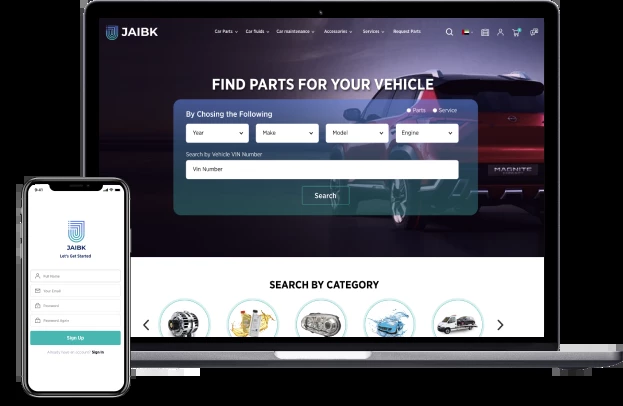 JAIBK
Car Parts
Car fluids
Car maintenance
Accessories
Services
Request Parts
FIND PARTS FOR YOUR VEHICLE
By Chosing the Following
Parts
Service
Year
Make
Model
Engine
Search by Vehicle VIN Number
Vin Number
Search
MAGNITE
SEARCH BY CATEGORY
9:41
JAIBK
Let's Get Started
Full Name
Your Email
Password
Password Again
Sign Up
Already have an account? Sign In